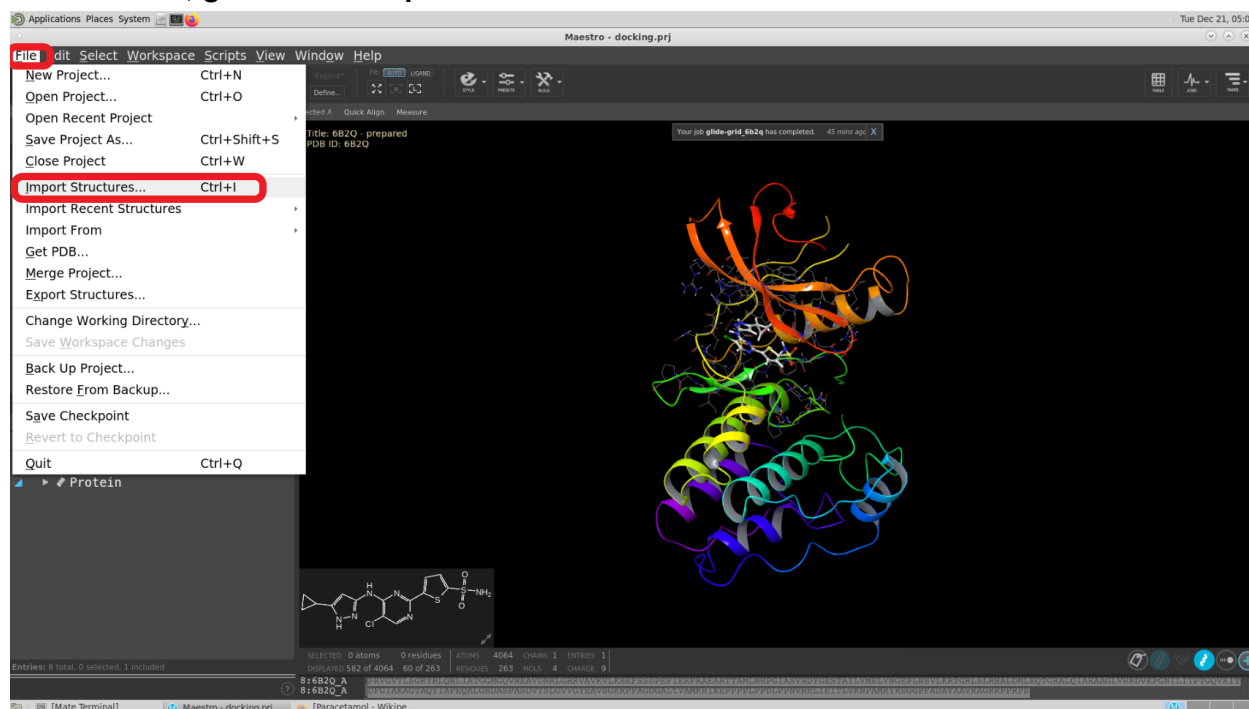 Applications Places System
Tue Dec 21, 05:0
Maestro - docking.prj
File Edit Select Workspace Scripts View Window Help
New Project... Ctrl+N
Open Project... Ctrl+O
Open Recent Project
Save Project As... Ctrl+Shift+S
Close Project Ctrl+W
Import Structures... Ctrl+I
Import Recent Structures
Import From
Get PDB...
Merge Project...
Export Structures...
Change Working Directory...
Save Workspace Changes
Back Up Project...
Restore From Backup...
Save Checkpoint
Revert to Checkpoint
Quit Ctrl+Q
Expand
Define...
Fit: AUTO LIGAND
STYLE
PRESETS
BUILD
TABLE
JOBS
TASKS
Quick Align Measure
Title: 6B2Q - prepared
PDB ID: 6B2Q
Your job glide-grid_6b2q has completed. 45 mins ago X
Protein
H
N
N
O
S
NH2
O
S
N
N
H
Cl
N
SELECTED 0 atoms 0 residues ATOMS 4064 CHAINS 1 ENTRIES 1
DISPLAYED 582 of 4064 60 of 263 RESIDUES 263 MOLS 4 CHARGE 9
Entries: 8 total, 0 selected, 1 included
8:6B2Q_A
8:6B2Q_A
[Mate Terminal]
Maestro - docking.prj
[Paracetamol - Wikipe